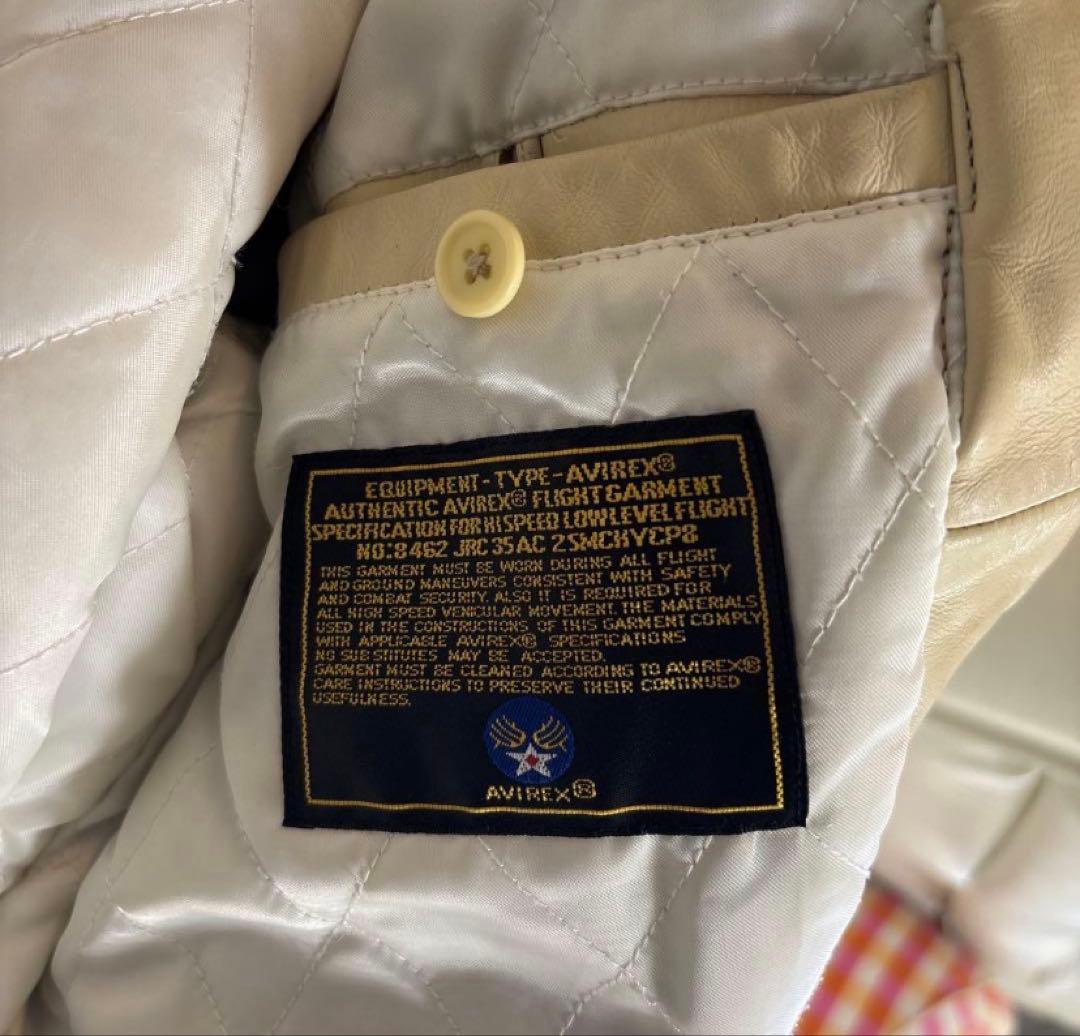 EQUIPMENT-TYPE-AVIREX®
AUTHENTIC AVIREX® FLIGHT GARMENT
SPECIFICATION FOR HI SPEED LOW LEVEL FLIGHT
NO:8462 JRC 35 AC 2SMCHYCP8
THIS GARMENT MUST BE WORN DURING ALL FLIGHT
AND GROUND MANEUVERS CONSISTENT WITH SAFETY
AND COMBAT SECURITY. ALSO IT IS REQUIRED FOR
ALL HIGH SPEED VEHICULAR MOVEMENT. THE MATERIALS
USED IN THE CONSTRUCTIONS OF THIS GARMENT COMPLY
WITH APPLICABLE AVIREX® SPECIFICATIONS
NO SUBSTITUTES MAY BE ACCEPTED.
GARMENT MUST BE CLEANED ACCORDING TO AVIREX®
CARE INSTRUCTIONS TO PRESERVE THEIR CONTINUED
USEFULNESS.
AVIREX®